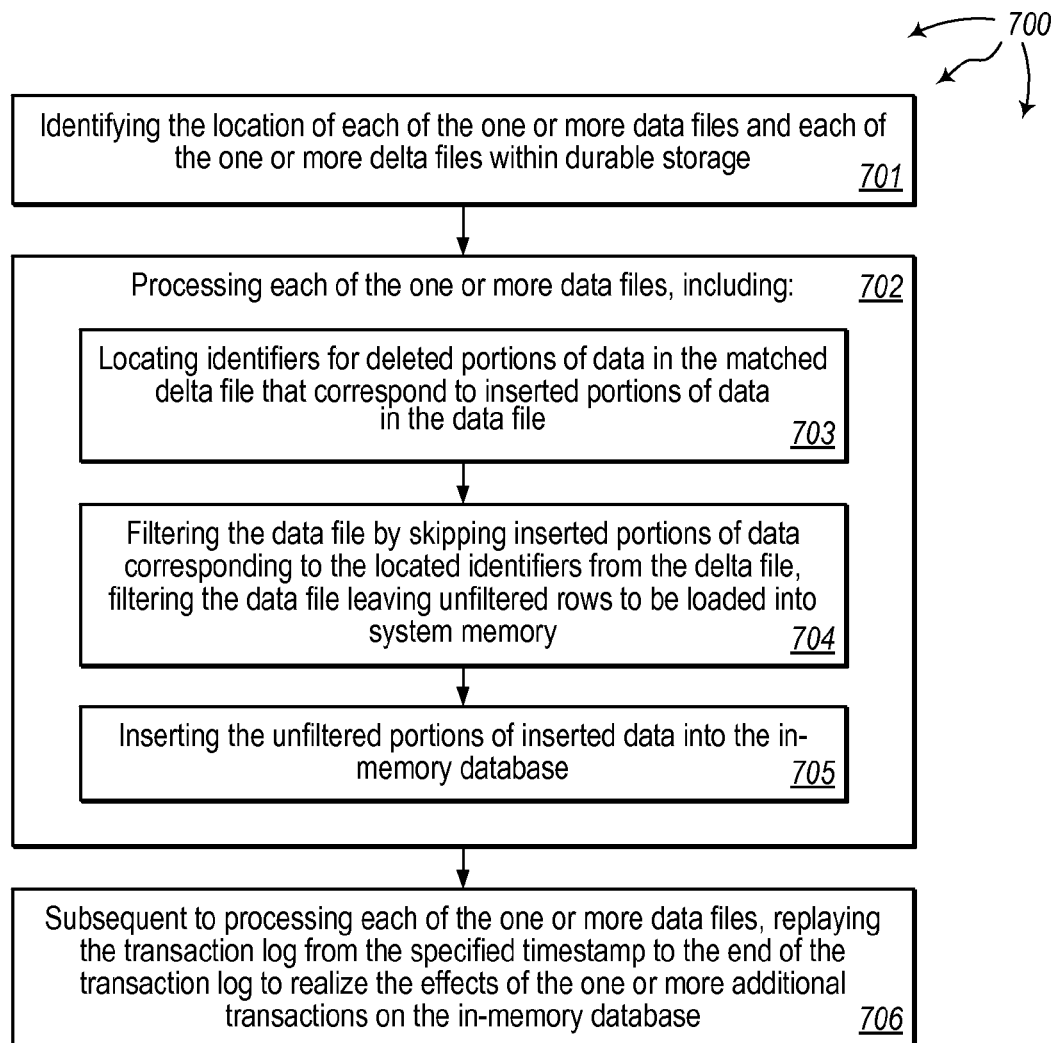 700
Identifying the location of each of the one or more data files and each of
the one or more delta files within durable storage
701
Processing each of the one or more data files, including:
702
Locating identifiers for deleted portions of data in the matched
delta file that correspond to inserted portions of data
in the data file
703
Filtering the data file by skipping inserted portions of data
corresponding to the located identifiers from the delta file,
filtering the data file leaving unfiltered rows to be loaded into
system memory
704
Inserting the unfiltered portions of inserted data into the in-
memory database
705
Subsequent to processing each of the one or more data files, replaying
the transaction log from the specified timestamp to the end of the
transaction log to realize the effects of the one or more additional
transactions on the in-memory database
706